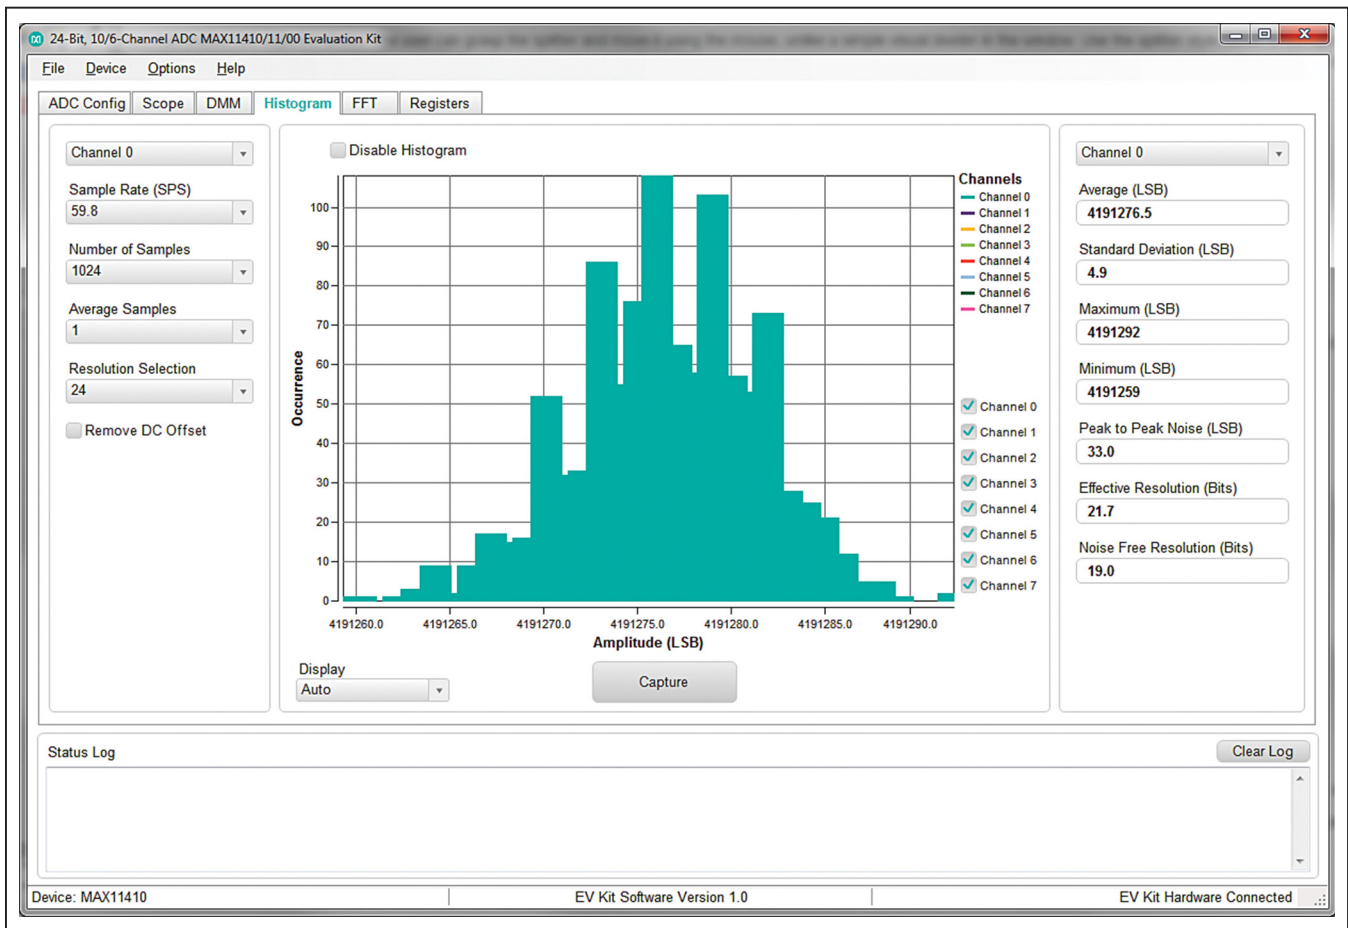 24-Bit, 10/6-Channel ADC MAX11410/11/00 Evaluation Kit
File Device Options Help
ADC Config Scope DMM Histogram FFT Registers
Channel 0
Sample Rate (SPS)
59.8
Number of Samples
1024
Average Samples
1
Resolution Selection
24
Remove DC Offset
Disable Histogram
Occurrence
100
90
80
70
60
50
40
30
20
10
0
4191260.0 4191265.0 4191270.0 4191275.0 4191280.0 4191285.0 4191290.0
Amplitude (LSB)
Channels
Channel 0
Channel 1
Channel 2
Channel 3
Channel 4
Channel 5
Channel 6
Channel 7
Channel 0
Channel 1
Channel 2
Channel 3
Channel 4
Channel 5
Channel 6
Channel 7
Display
Auto
Capture
Channel 0
Average (LSB)
4191276.5
Standard Deviation (LSB)
4.9
Maximum (LSB)
4191292
Minimum (LSB)
4191259
Peak to Peak Noise (LSB)
33.0
Effective Resolution (Bits)
21.7
Noise Free Resolution (Bits)
19.0
Status Log
Clear Log
Device: MAX11410
EV Kit Software Version 1.0
EV Kit Hardware Connected